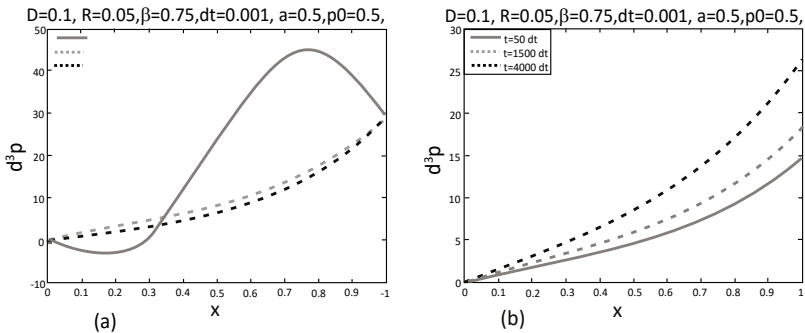 D=0.1, R=0.05,β=0.75,dt=0.001, a=0.5,p0=0.5,
50
40
30
20
10
0
-10
d³p
0 0.1 0.2 0.3 0.4 0.5 0.6 0.7 0.8 0.9 -1
x
(a)
D=0.1, R=0.05,β=0.75,dt=0.001, a=0.5,p0=0.5,
t=50 dt
t=1500 dt
t=4000 dt
30
25
20
15
10
5
0
d³p
0 0.1 0.2 0.3 0.4 0.5 0.6 0.7 0.8 0.9 1
x
(b)